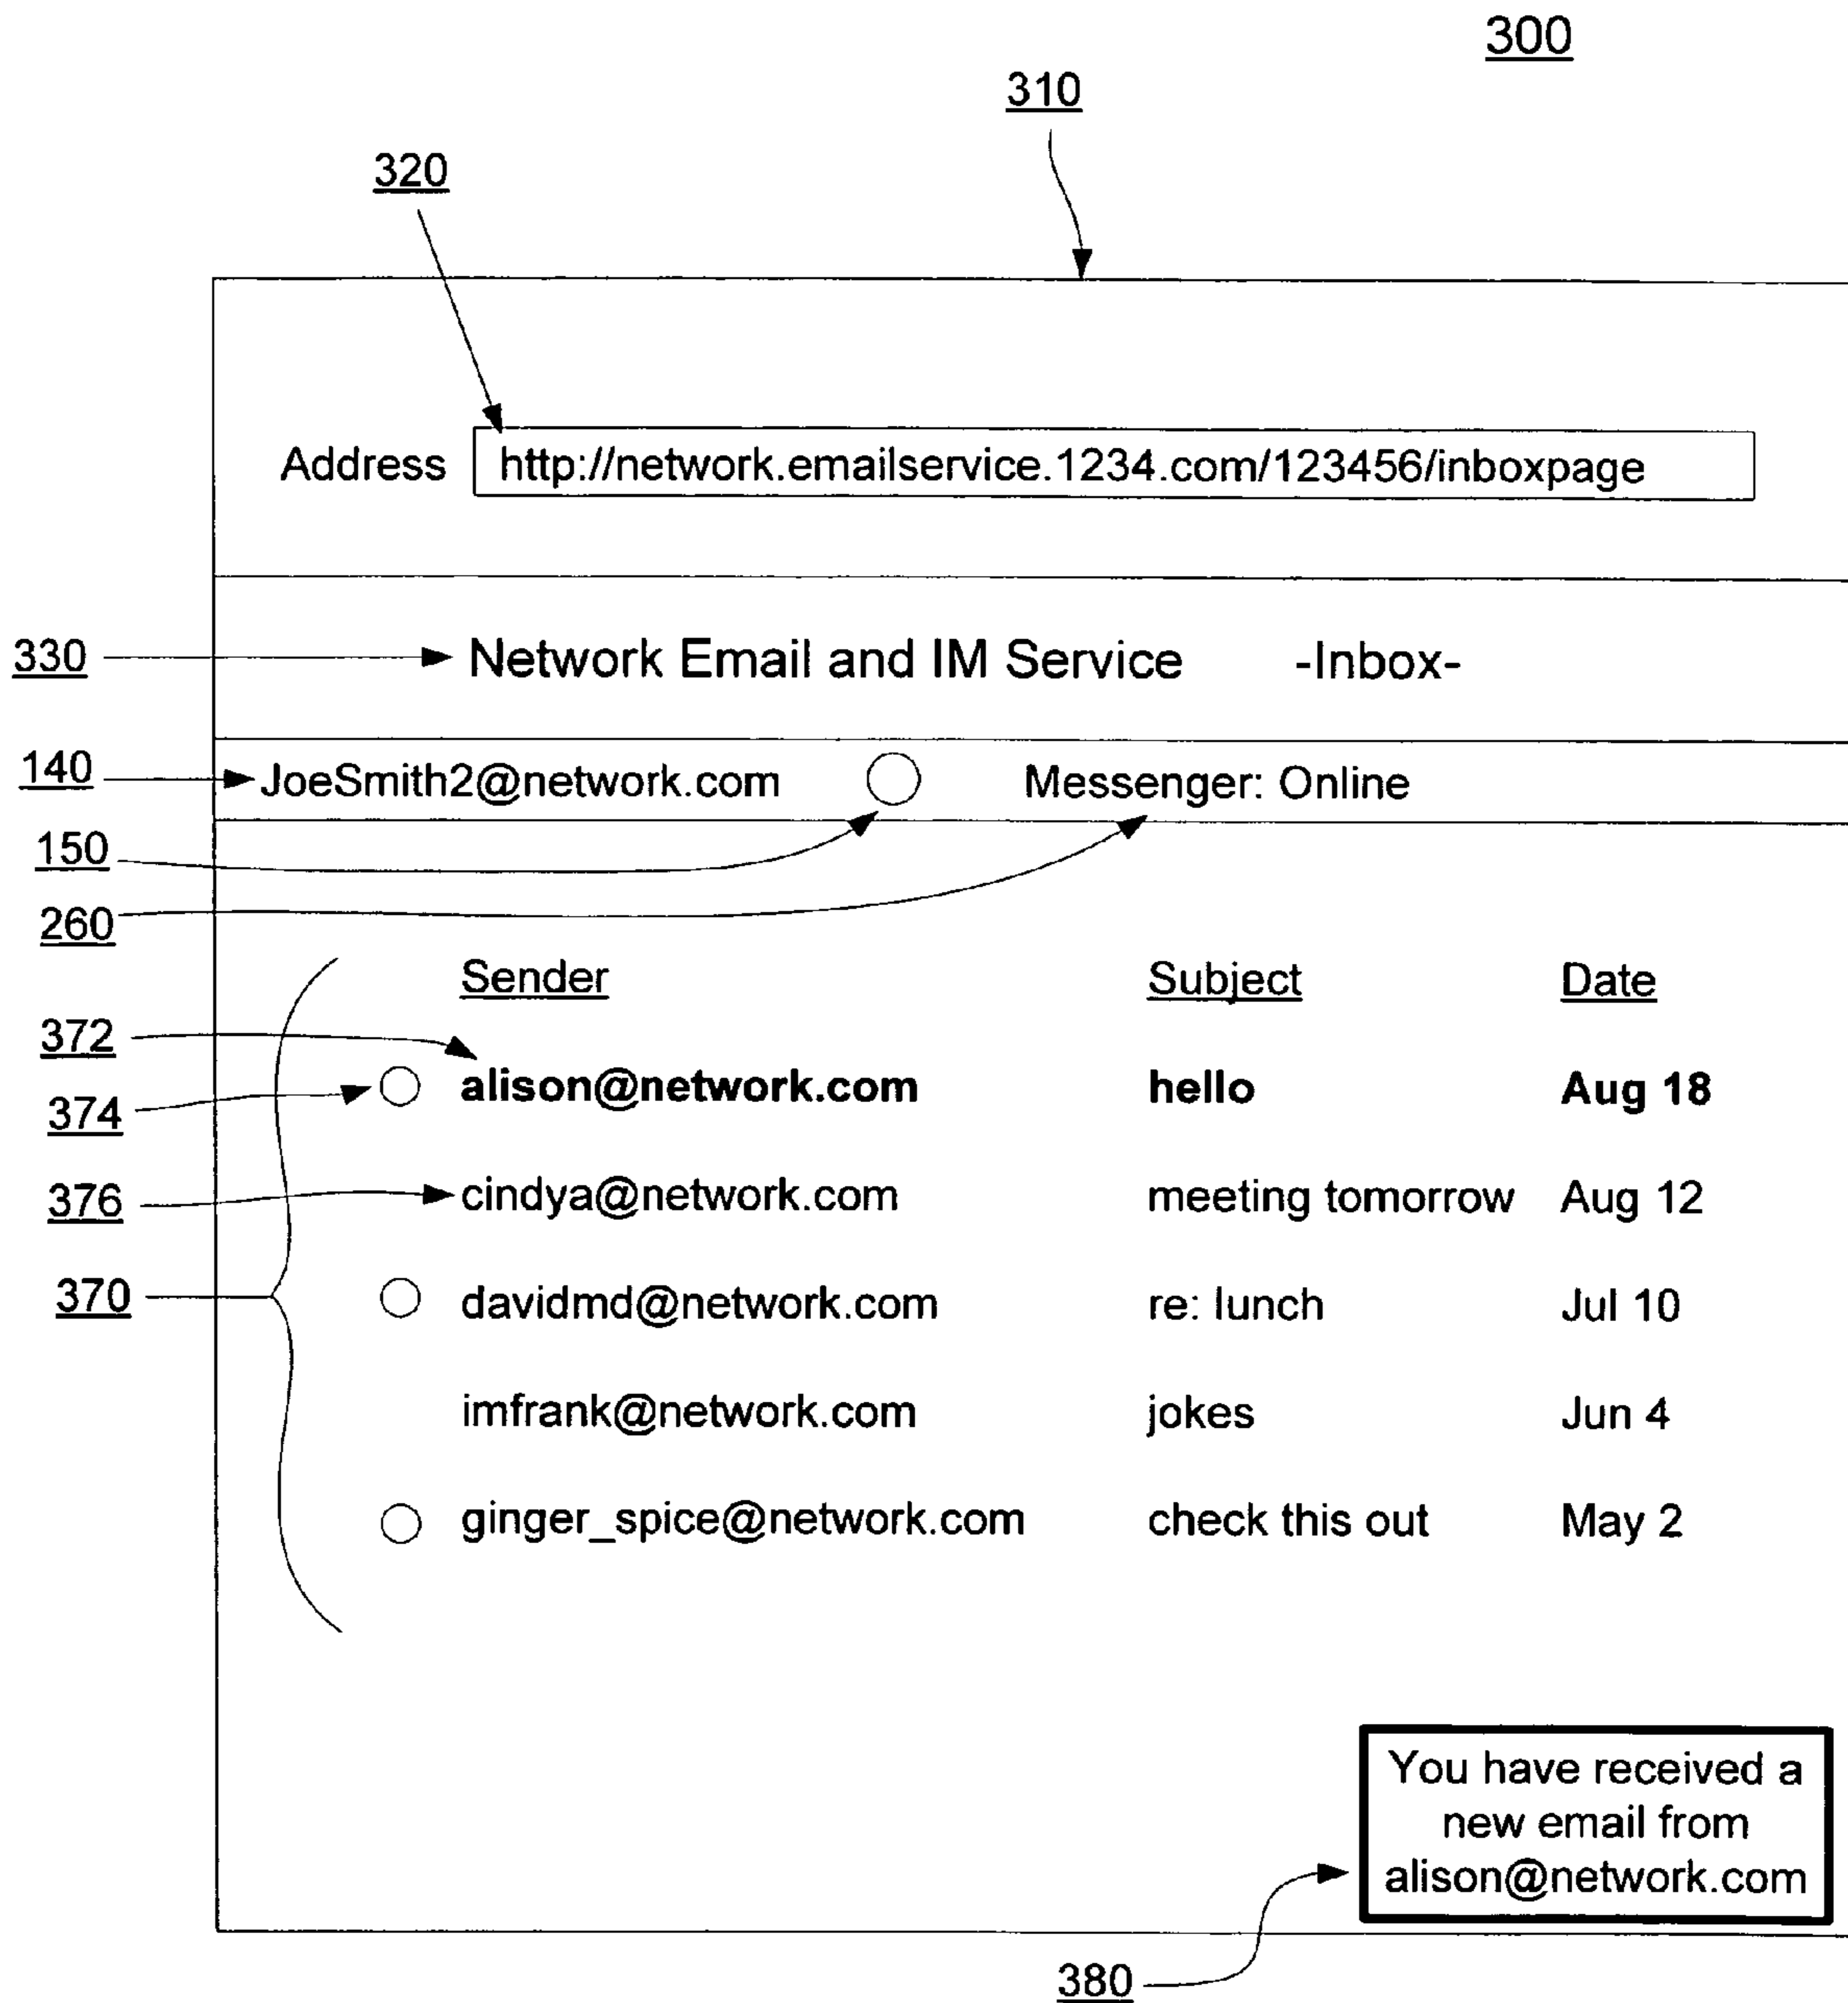 300
310
320
Address http://network.emailservice.1234.com/123456/inboxpage
330 Network Email and IM Service -Inbox-
140 JoeSmith2@network.com Messenger: Online
150
260
Sender Subject Date
372
alison@network.com hello Aug 18
374
376 cindya@network.com meeting tomorrow Aug 12
370 davidmd@network.com re: lunch Jul 10
imfrank@network.com jokes Jun 4
ginger_spice@network.com check this out May 2
You have received a
new email from
alison@network.com
380